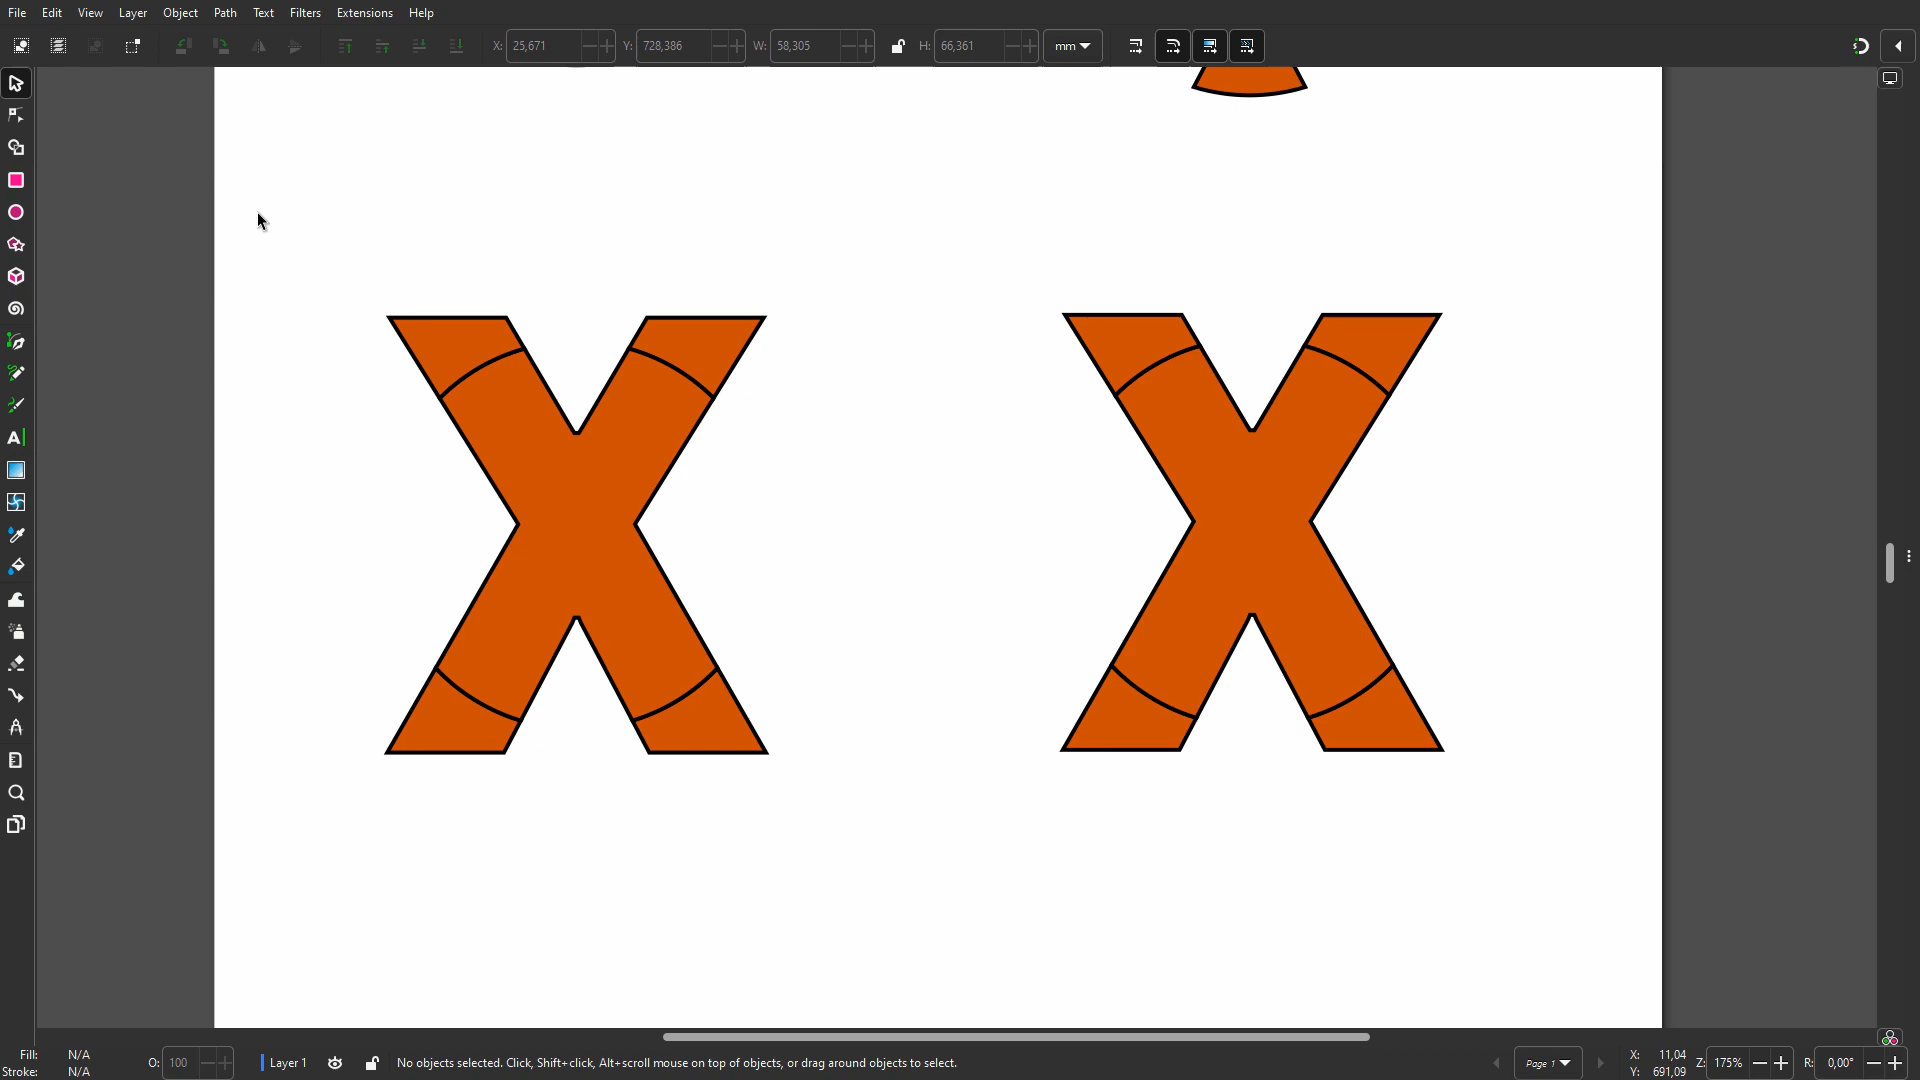 File Edit View Layer Object Path Text Filters Extensions Help
X: 25,671 Y: 728,386 W: 58,305 H: 66,361 mm
A
X X
Fill: N/A O: 100 Layer 1 No objects selected. Click, Shift+click, Alt+scroll mouse on top of objects, or drag around objects to select. Page 1 X: 11,04 Z: 175% R: 0,00°
Stroke: N/A Y: 691,09